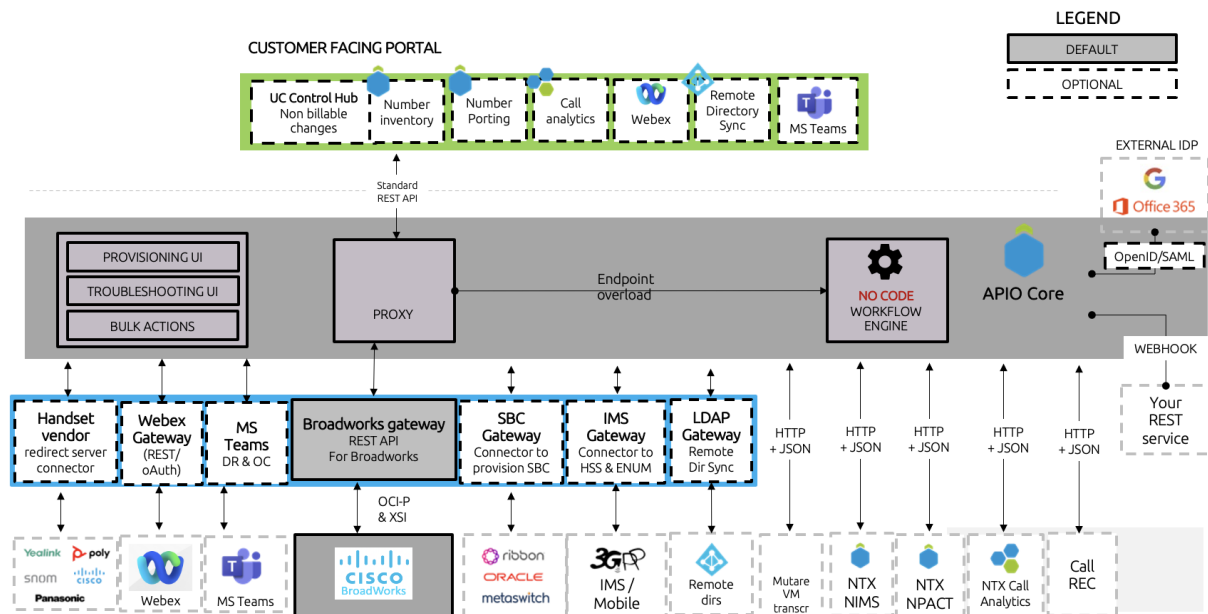 LEGEND
DEFAULT
OPTIONAL
CUSTOMER FACING PORTAL
UC Control Hub
Non billable
changes
Number
inventory
Number
Porting
Call
analytics
Webex
Remote
Directory
Sync
MS Teams
Standard
REST API
EXTERNAL IDP
Office 365
OpenID/SAML
PROVISIONING UI
TROUBLESHOOTING UI
BULK ACTIONS
PROXY
Endpoint
overload
NO CODE
WORKFLOW
ENGINE
APIO Core
WEBHOOK
Your
REST
service
Handset
vendor
redirect server
connector
Webex
Gateway
(REST/
oAuth)
MS
Teams
DR & OC
Broadworks gateway
REST API
For Broadworks
SBC
Gateway
Connector to
provision SBC
IMS
Gateway
Connector to
HSS & ENUM
LDAP
Gateway
Remote
Dir Sync
HTTP
+ JSON
HTTP
+ JSON
HTTP
+ JSON
HTTP
+ JSON
HTTP
+ JSON
OCI-P
& XSI
Yealink
poly
snom
CISCO
Panasonic
Webex
MS Teams
CISCO
BroadWorks
ribbon
ORACLE
metaswitch
3GPP
IMS /
Mobile
Remote
dirs
Mutare
VM
transcr
NTX
NIMS
NTX
NPACT
NTX Call
Analytics
Call
REC